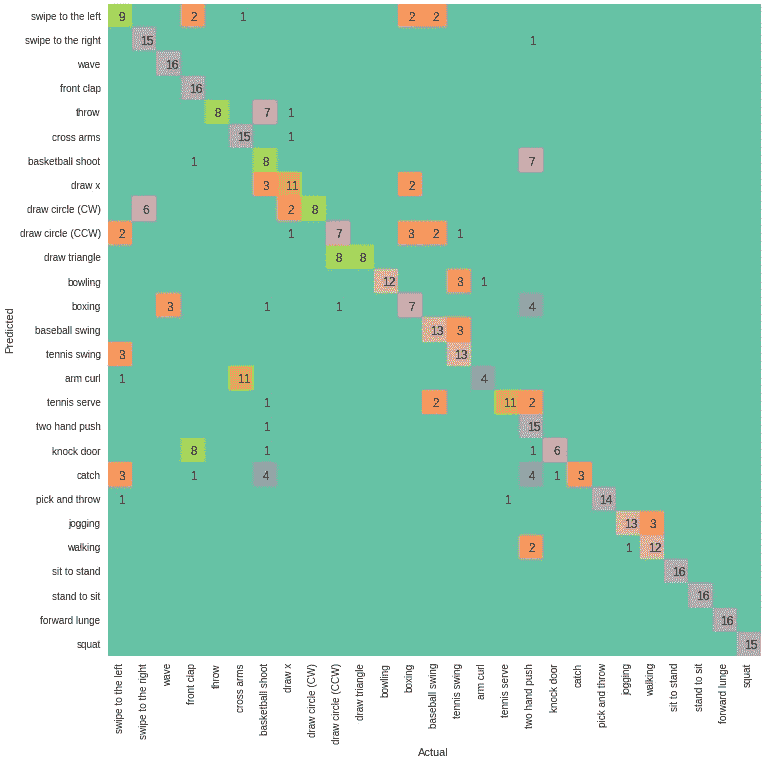 swipe to the left 9 2 1 2 2
swipe to the right 15 1
wave 16
front clap 16
throw 8 7 1
cross arms 15 1
basketball shoot 1 8 7
draw x 3 11 2
draw circle (CW) 6 2 8
draw circle (CCW) 2 1 7 3 2 1
draw triangle 8 8
bowling 12 3 1
boxing 3 1 1 7 4
baseball swing 13 3
tennis swing 3 13
arm curl 1 11 4
tennis serve 1 2 11 2
two hand push 1 15
knock door 8 1 1 6
catch 3 1 4 4 1 3
pick and throw 1 1 14
jogging 13 3
walking 2 1 12
sit to stand 16
stand to sit 16
forward lunge 16
squat 15
Predicted
swipe to the left
swipe to the right
wave
front clap
throw
cross arms
basketball shoot
draw x
draw circle (CW)
draw circle (CCW)
draw triangle
bowling
boxing
baseball swing
tennis swing
arm curl
tennis serve
two hand push
knock door
catch
pick and throw
jogging
walking
sit to stand
stand to sit
forward lunge
squat
Actual